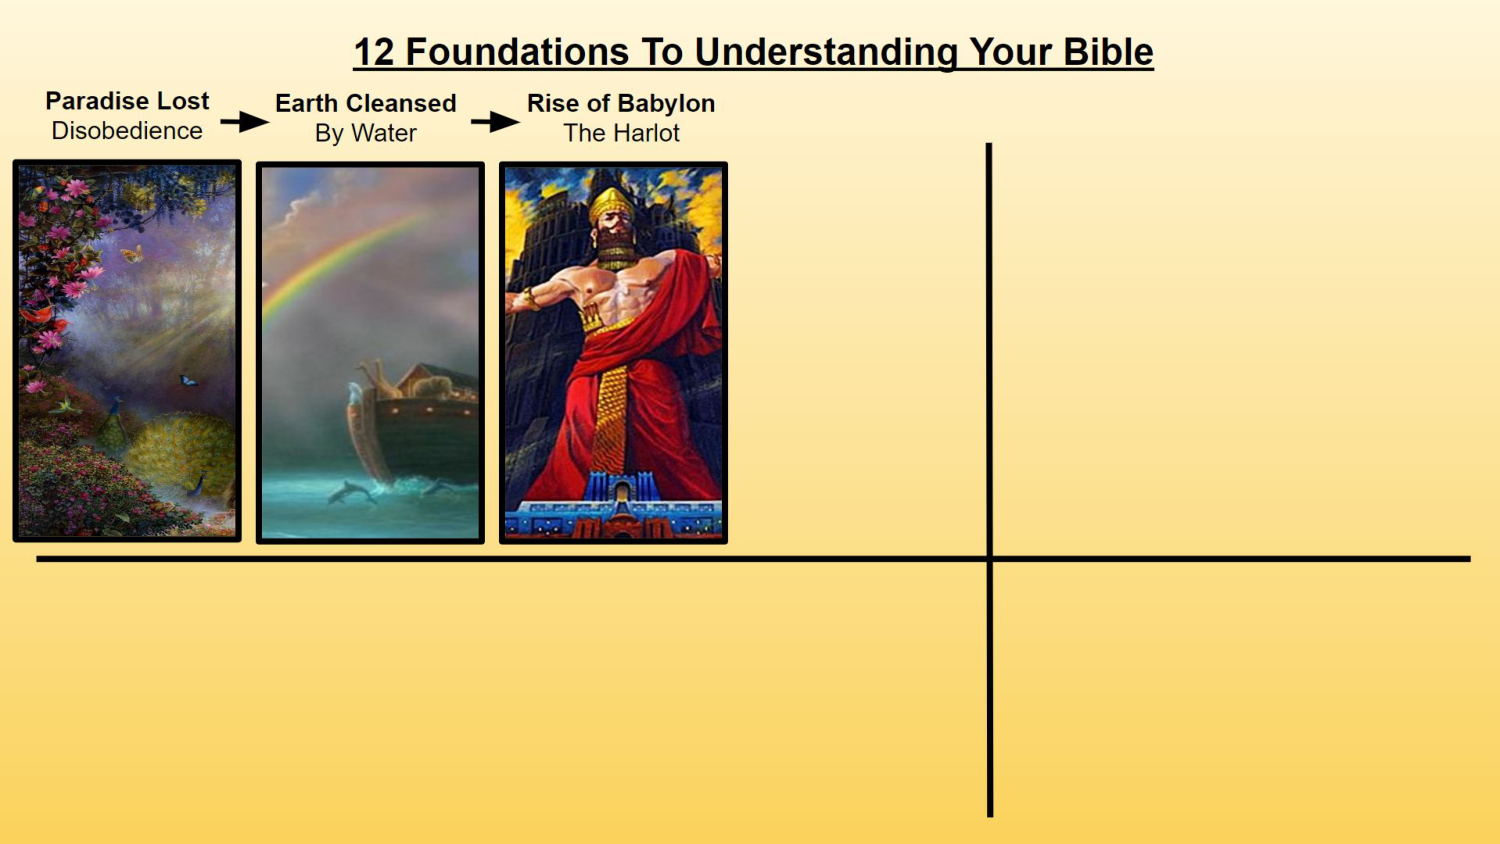 12 Foundations To Understanding Your Bible
Paradise Lost
Disobedience
Earth Cleansed
By Water
Rise of Babylon
The Harlot